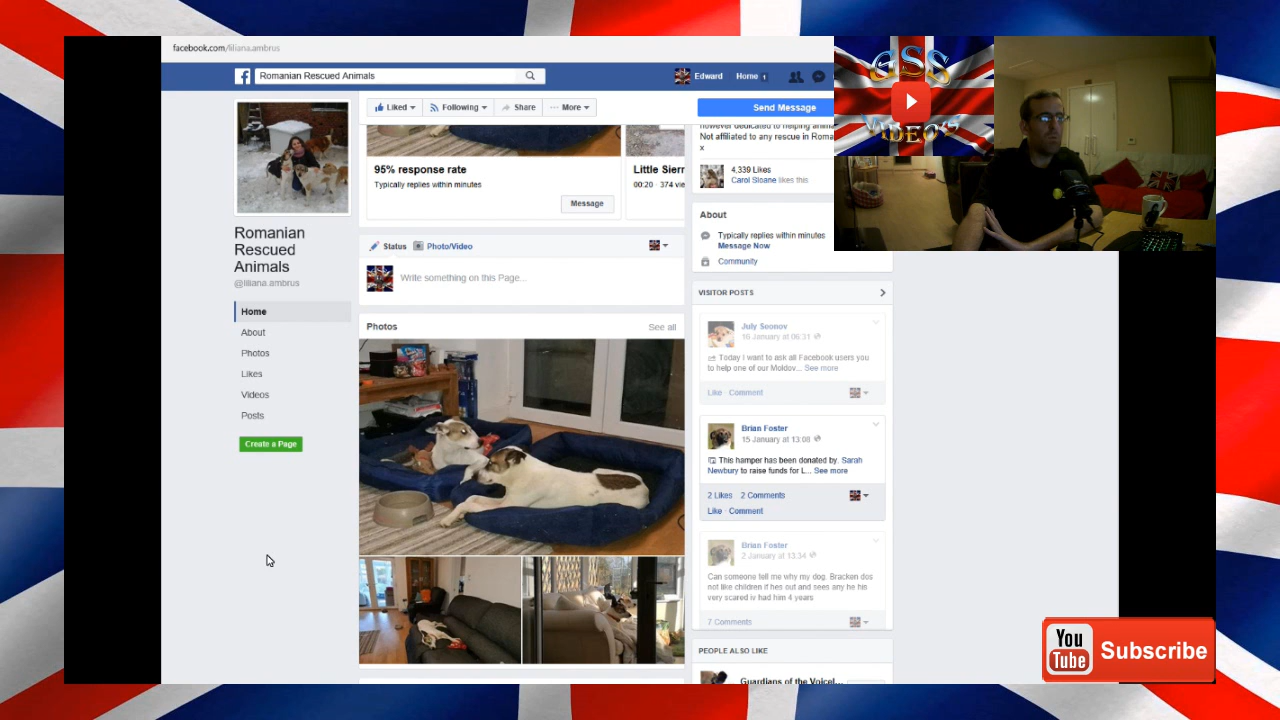 facebook.com/liliana.ambrus
Romanian Rescued Animals
Edward
Home 1
Liked
Following
Share
More
Send Message
95% response rate
Typically replies within minutes
Message
Little Sierr
00:20 · 374 vie
however dedicated to helping anima
Not affiliated to any rescue in Roma
x
4,339 Likes
Carol Sloane likes this
About
Typically replies within minutes
Message Now
Community
GSS
VIDEO'Z
Romanian
Rescued
Animals
@liliana.ambrus
Home
About
Photos
Likes
Videos
Posts
Create a Page
Status
Photo/Video
Write something on this Page...
Photos
See all
VISITOR POSTS
July Soonov
16 January at 06:31
Today I want to ask all Facebook users you
to help one of our Moldov... See more
Like · Comment
Brian Foster
15 January at 13:08
This hamper has been donated by. Sarah
Newbury to raise funds for L... See more
2 Likes 2 Comments
Like · Comment
Brian Foster
2 January at 13:34
Can someone tell me why my dog. Bracken dos
not like children if hes out and sees any he his
very scared iv had him 4 years
7 Comments
PEOPLE ALSO LIKE
Guardians of the Voicel...
You
Tube
Subscribe